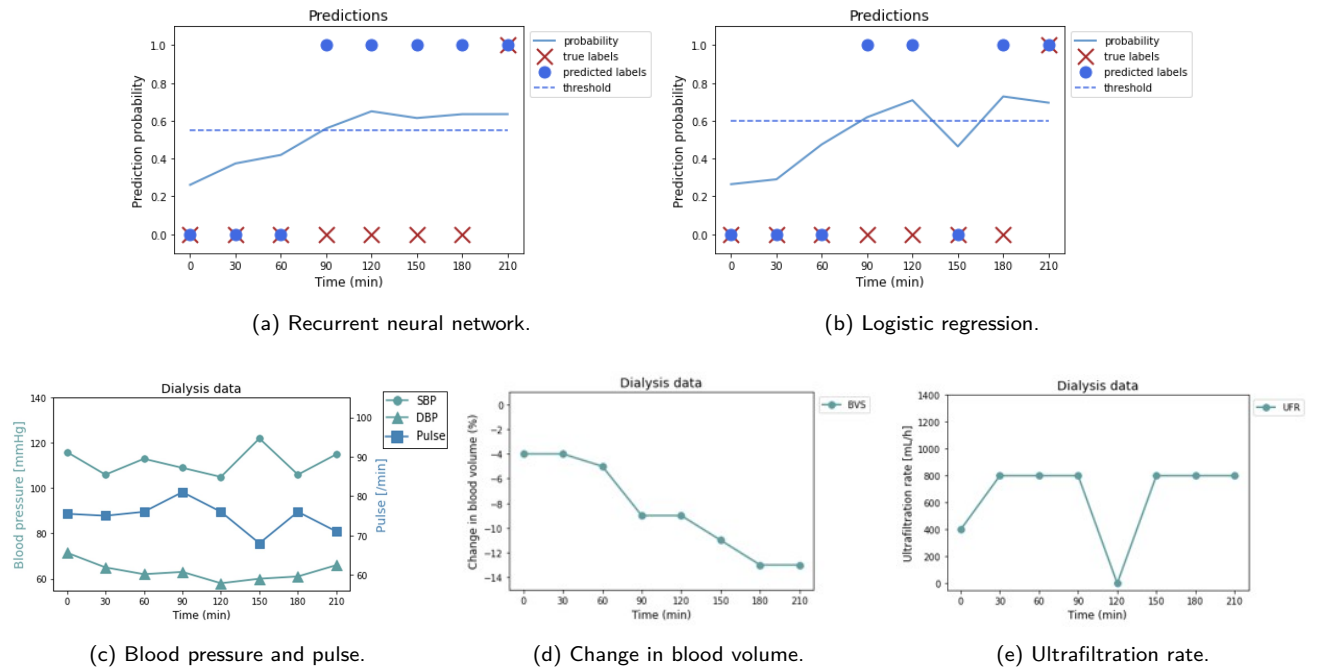 Predictions
Prediction probability
1.0
0.8
0.6
0.4
0.2
0.0
0 30 60 90 120 150 180 210
Time (min)
probability
true labels
predicted labels
threshold
(a) Recurrent neural network.
Predictions
Prediction probability
1.0
0.8
0.6
0.4
0.2
0.0
0 30 60 90 120 150 180 210
Time (min)
probability
true labels
predicted labels
threshold
(b) Logistic regression.
Dialysis data
Blood pressure [mmHg]
140
120
100
80
60
0 30 60 90 120 150 180 210
Time (min)
100
90
80
70
60
Pulse [/min]
SBP
DBP
Pulse
(c) Blood pressure and pulse.
Dialysis data
Change in blood volume (%)
0
−2
−4
−6
−8
−10
−12
−14
0 30 60 90 120 150 180 210
Time (min)
BVS
(d) Change in blood volume.
Dialysis data
Ultrafiltration rate [mL/h]
1400
1200
1000
800
600
400
200
0
0 30 60 90 120 150 180 210
Time (min)
UFR
(e) Ultrafiltration rate.